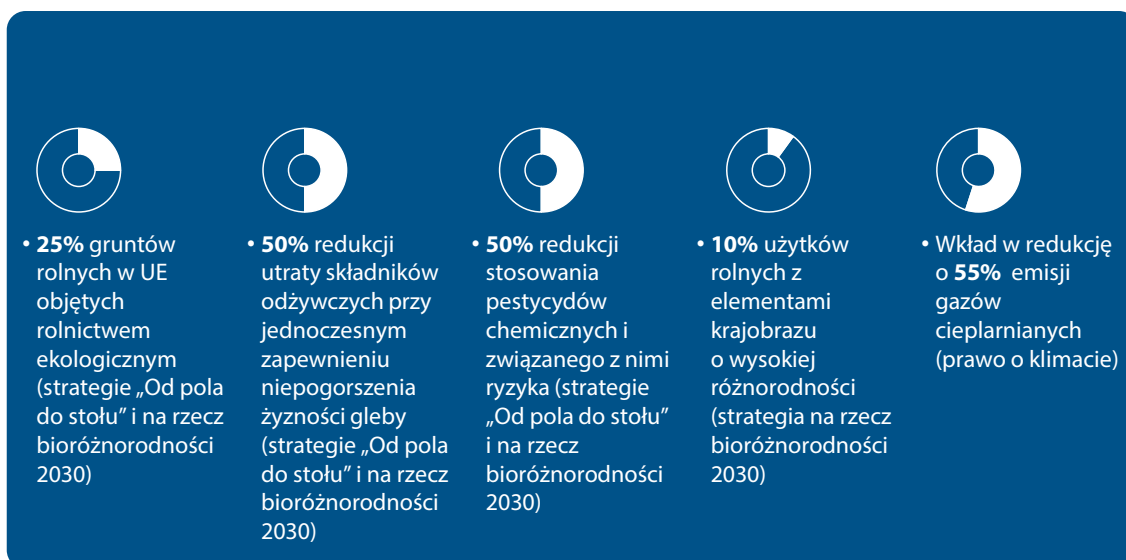 • 25% gruntów
rolnych w UE
objętych
rolnictwem
ekologicznym
(strategie „Od pola
do stołu” i na rzecz
bioróżnorodności
2030)
• 50% redukcji
utraty składników
odżywczych przy
jednoczesnym
zapewnieniu
niepogorszenia
żyzności gleby
(strategie „Od pola
do stołu” i na rzecz
bioróżnorodności
2030)
• 50% redukcji
stosowania
pestycydów
chemicznych i
związanego z nimi
ryzyka (strategie
„Od pola do stołu”
i na rzecz
bioróżnorodności
2030)
• 10% użytków
rolnych z
elementami
krajobrazu
o wysokiej
różnorodności
(strategia na rzecz
bioróżnorodności
2030)
• Wkład w redukcję
o 55% emisji
gazów
cieplarnianych
(prawo o klimacie)